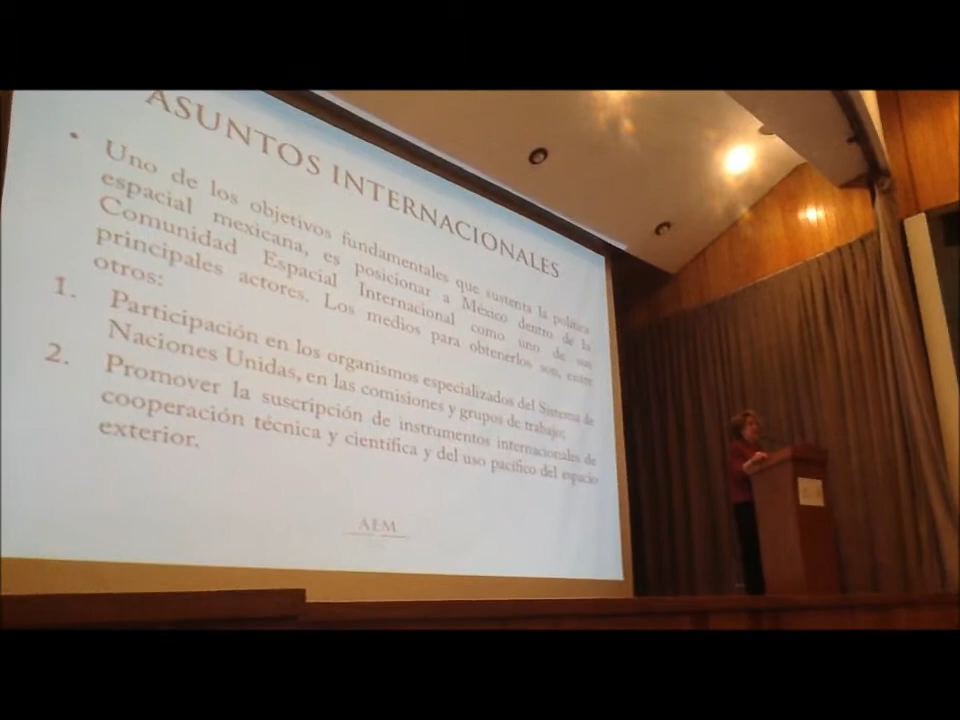 ASUNTOS INTERNACIONALES
• Uno de los objetivos fundamentales que sustenta la política
espacial mexicana, es posicionar a México dentro de la
Comunidad Espacial Internacional como uno de sus
principales actores. Los medios para obtenerlos son, entre
otros:
1. Participación en los organismos especializados del Sistema de
Naciones Unidas, en las comisiones y grupos de trabajo;
2. Promover la suscripción de instrumentos internacionales de
cooperación técnica y científica y del uso pacífico del espacio
exterior.
AEM